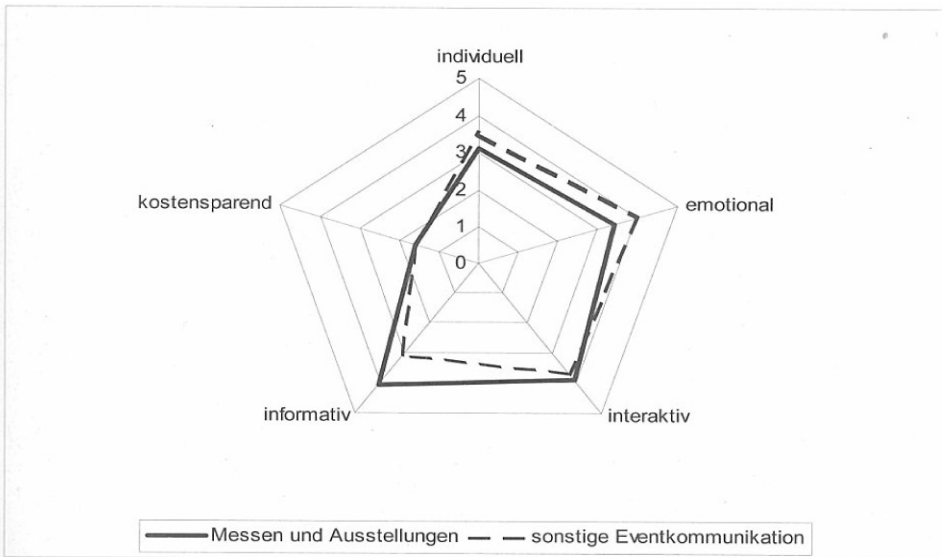 individuell
5
4
3
2
1
0
kostensparend
emotional
informativ
interaktiv
Messen und Ausstellungen
sonstige Eventkommunikation